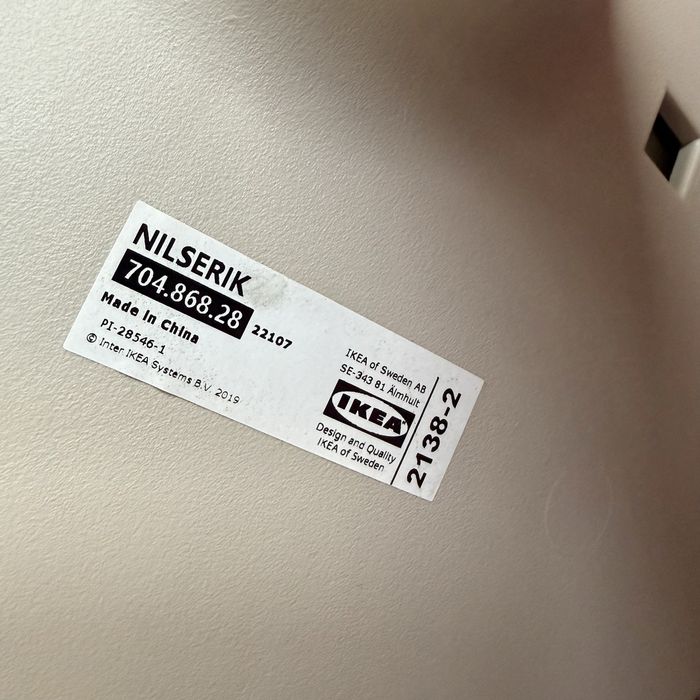 NILSERIK
704.868.28 22107
Made in China
PI-28546-1
© Inter IKEA Systems B.V. 2019
IKEA of Sweden AB
SE-343 81 Älmhult
IKEA
Design and Quality
IKEA of Sweden
2138-2